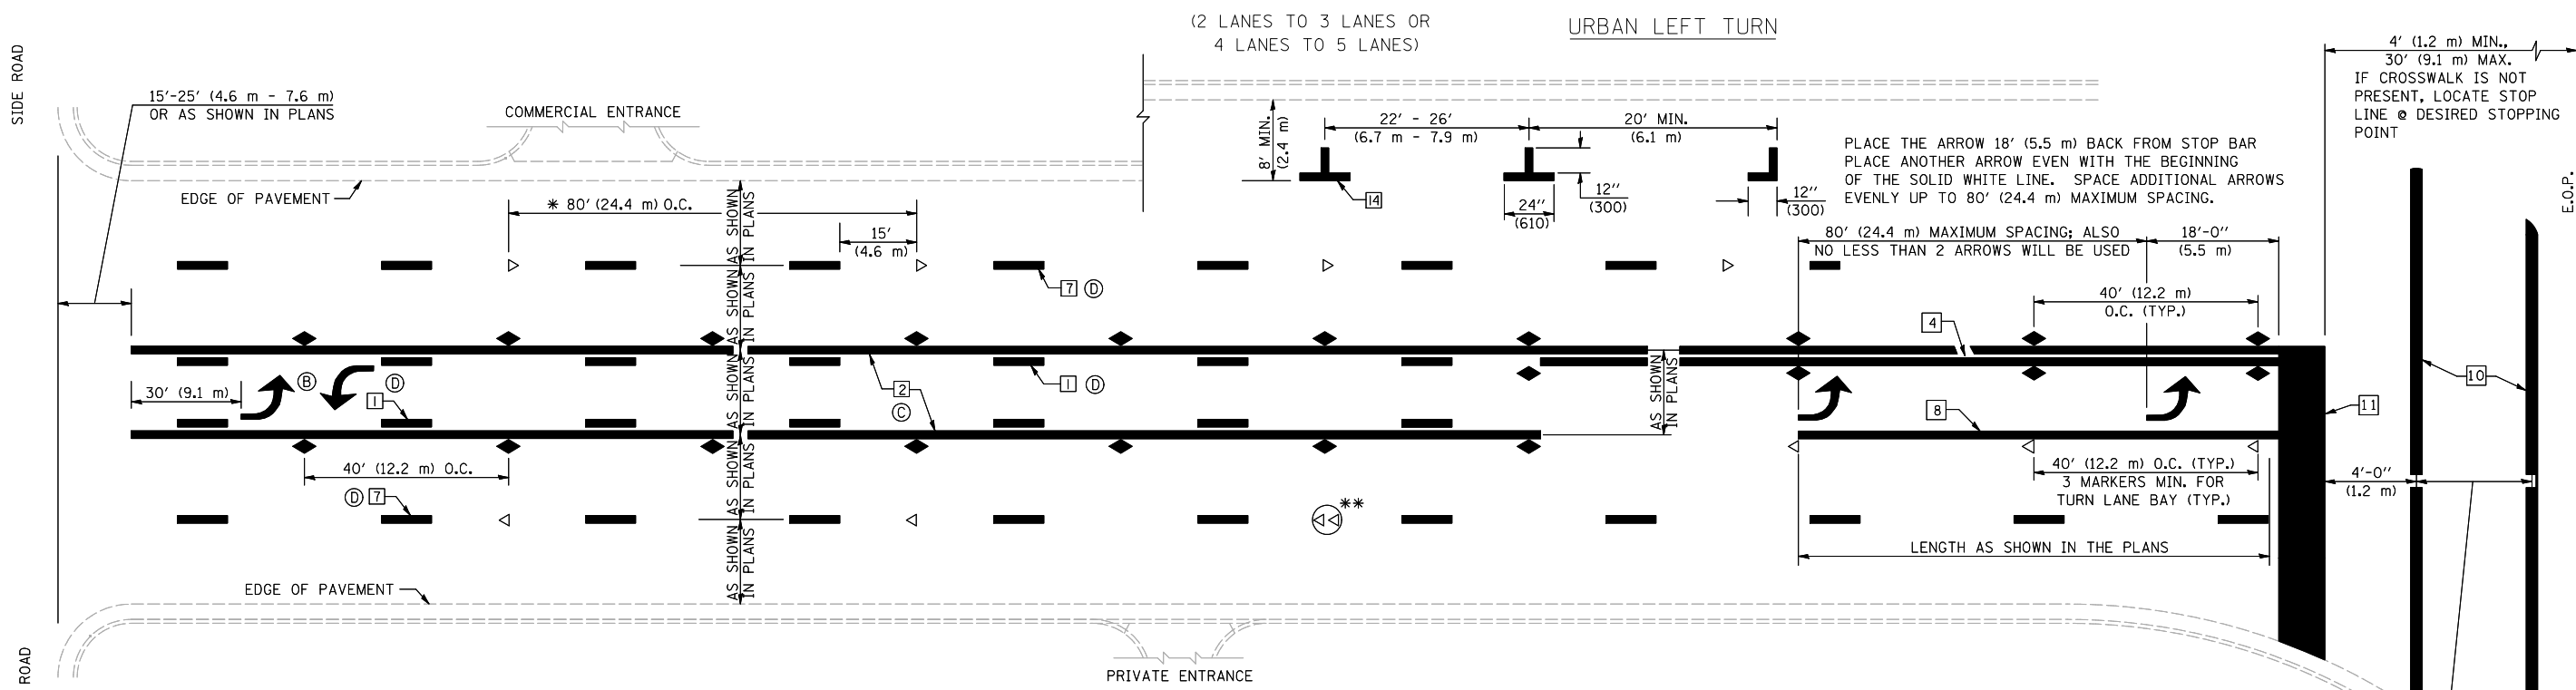 (2 LANES TO 3 LANES OR
4 LANES TO 5 LANES)
URBAN LEFT TURN
SIDE ROAD
15'-25' (4.6 m - 7.6 m)
OR AS SHOWN IN PLANS
COMMERCIAL ENTRANCE
EDGE OF PAVEMENT
8' MIN.
(2.4 m)
22' - 26'
(6.7 m - 7.9 m)
20' MIN.
(6.1 m)
14
24''
(610)
12''
(300)
12''
(300)
4' (1.2 m) MIN.,
30' (9.1 m) MAX.
IF CROSSWALK IS NOT
PRESENT, LOCATE STOP
LINE @ DESIRED STOPPING
POINT
PLACE THE ARROW 18' (5.5 m) BACK FROM STOP BAR
PLACE ANOTHER ARROW EVEN WITH THE BEGINNING
OF THE SOLID WHITE LINE. SPACE ADDITIONAL ARROWS
EVENLY UP TO 80' (24.4 m) MAXIMUM SPACING.
E.O.P.
* 80' (24.4 m) O.C.
15'
(4.6 m)
AS SHOWN
IN PLANS
7 D
80' (24.4 m) MAXIMUM SPACING; ALSO
NO LESS THAN 2 ARROWS WILL BE USED
18'-0''
(5.5 m)
40' (12.2 m)
O.C. (TYP.)
4
AS SHOWN
IN PLANS
30' (9.1 m)
B
D
1
AS SHOWN
IN PLANS
2
C
1 D
AS SHOWN
IN PLANS
8
11
10
40' (12.2 m) O.C.
D 7
AS SHOWN
IN PLANS
**
40' (12.2 m) O.C. (TYP.)
3 MARKERS MIN. FOR
TURN LANE BAY (TYP.)
4'-0''
(1.2 m)
LENGTH AS SHOWN IN THE PLANS
AS SHOWN
IN PLANS
EDGE OF PAVEMENT
PRIVATE ENTRANCE
ROAD